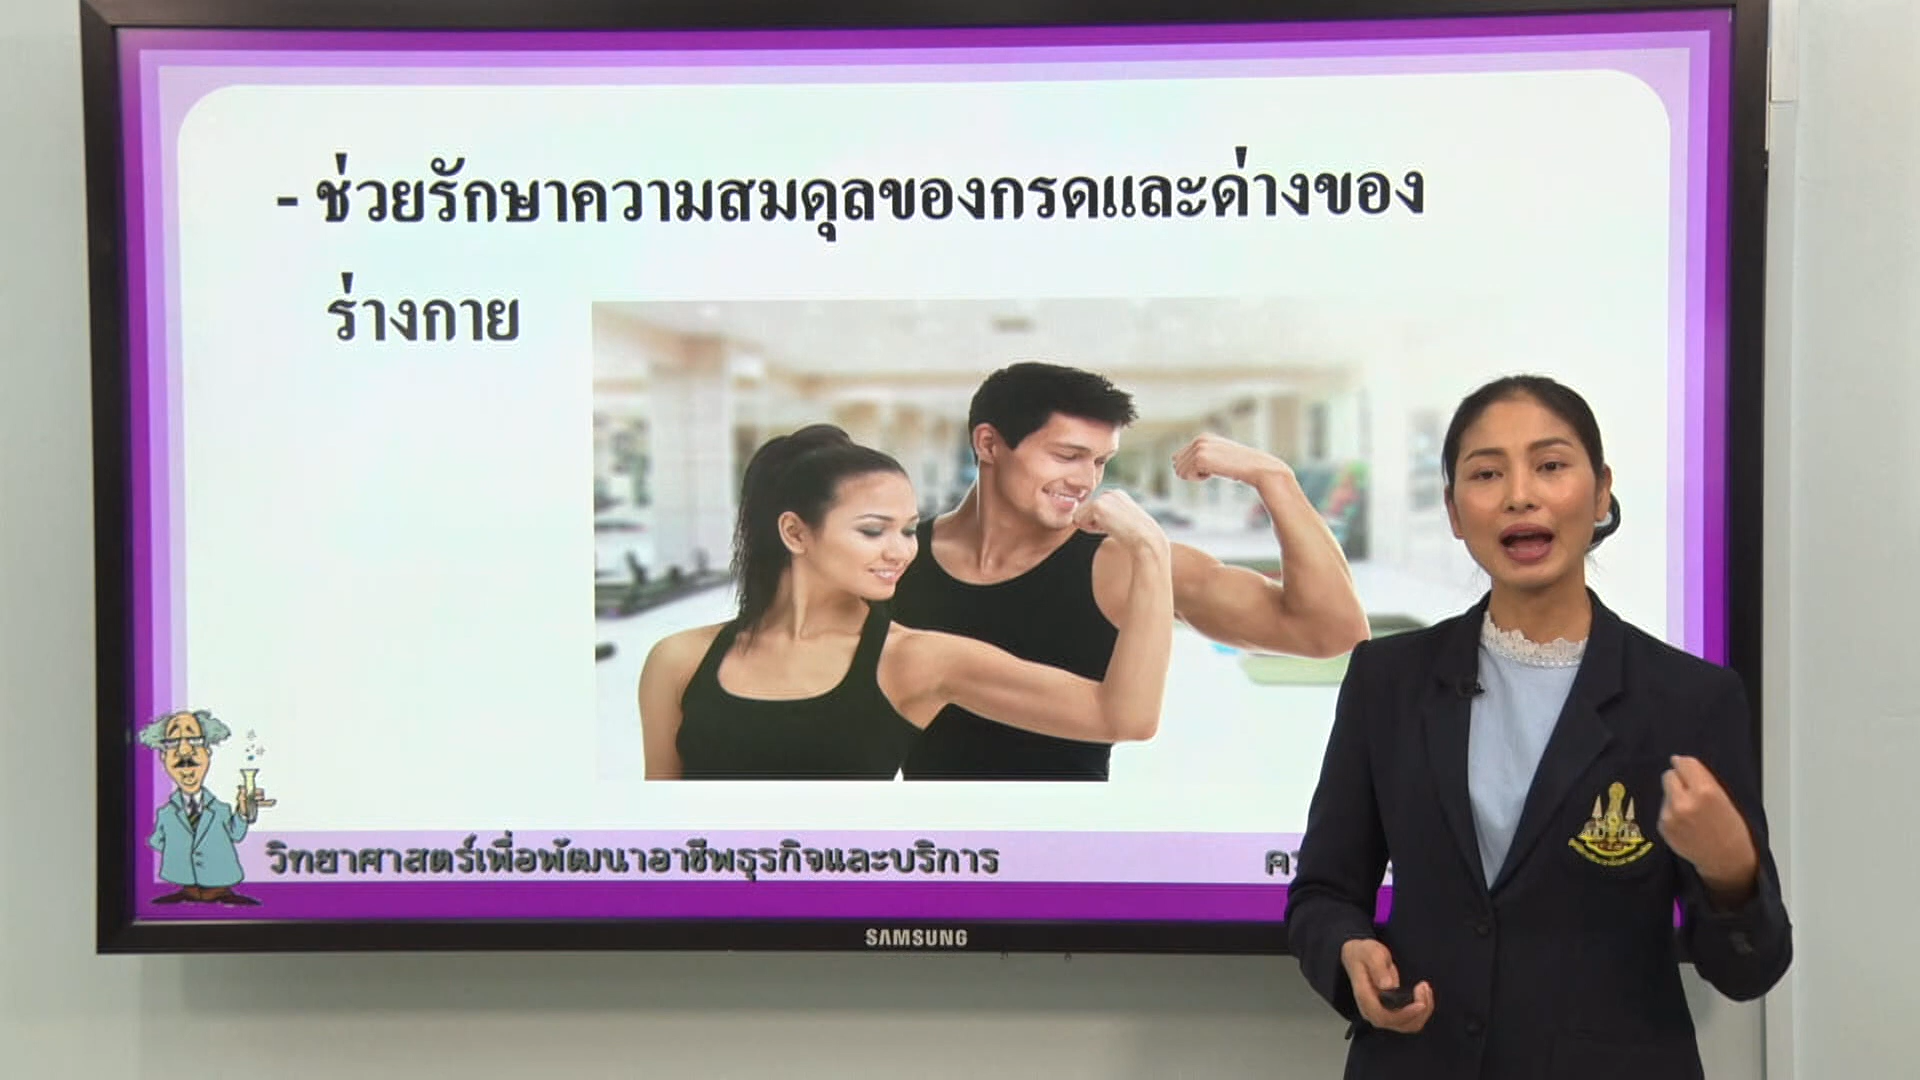 - ช่วยรักษาความสมดุลของกรดและด่างของ
ร่างกาย
วิทยาศาสตร์เพื่อพัฒนาอาชีพธุรกิจและบริการ
SAMSUNG